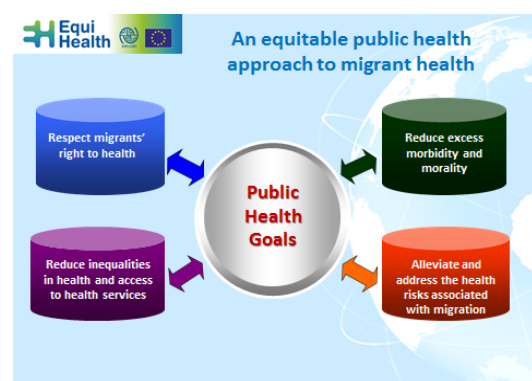 Equi
Health
An equitable public health
approach to migrant health
Respect migrants'
right to health
Reduce excess
morbidity and
morality
Public
Health
Goals
Reduce inequalities
in health and access
to health services
Alleviate and
address the health
risks associated
with migration